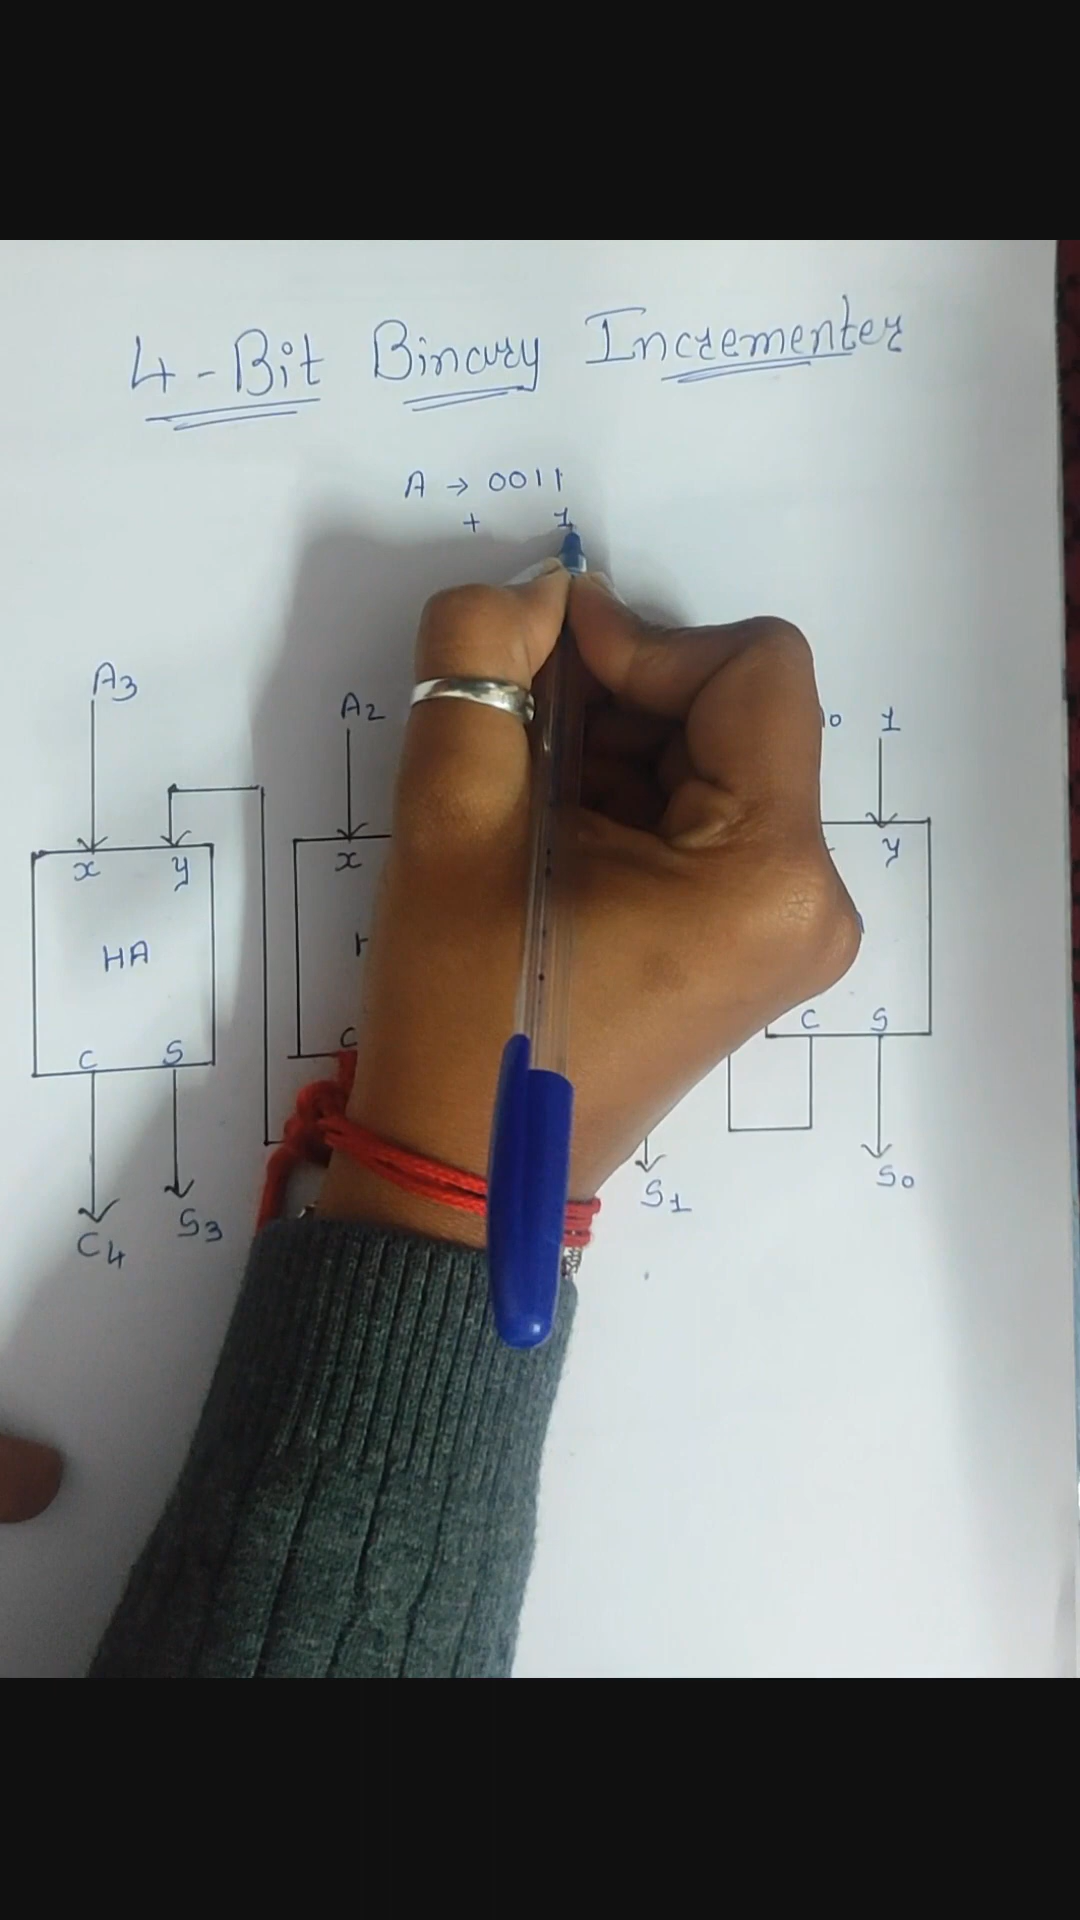 4-Bit Binary Incrementer
A → 0011
+ 1
A3 A2 1
x y x y
HA
C S C C S
C4 S3 S1 S0